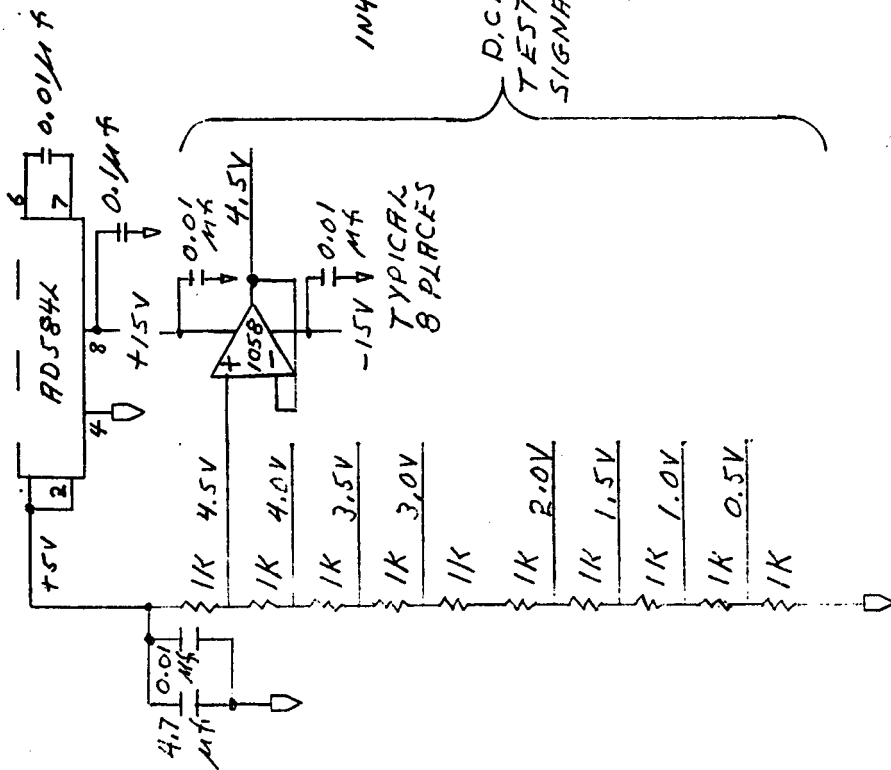 0.01µf
6
7
AD584L
8
4
2
+5V
0.1µf
+15V
0.01
µf
4.5V
+
1058
-
-15V
0.01
µf
TYPICAL
8 PLACES
4.7
µf
0.01
µf
1K 4.5V
1K 4.0V
1K 3.5V
1K 3.0V
1K
1K 2.0V
1K 1.5V
1K 1.0V
1K 0.5V
1K
1N4
D.C.
TEST
SIGNA